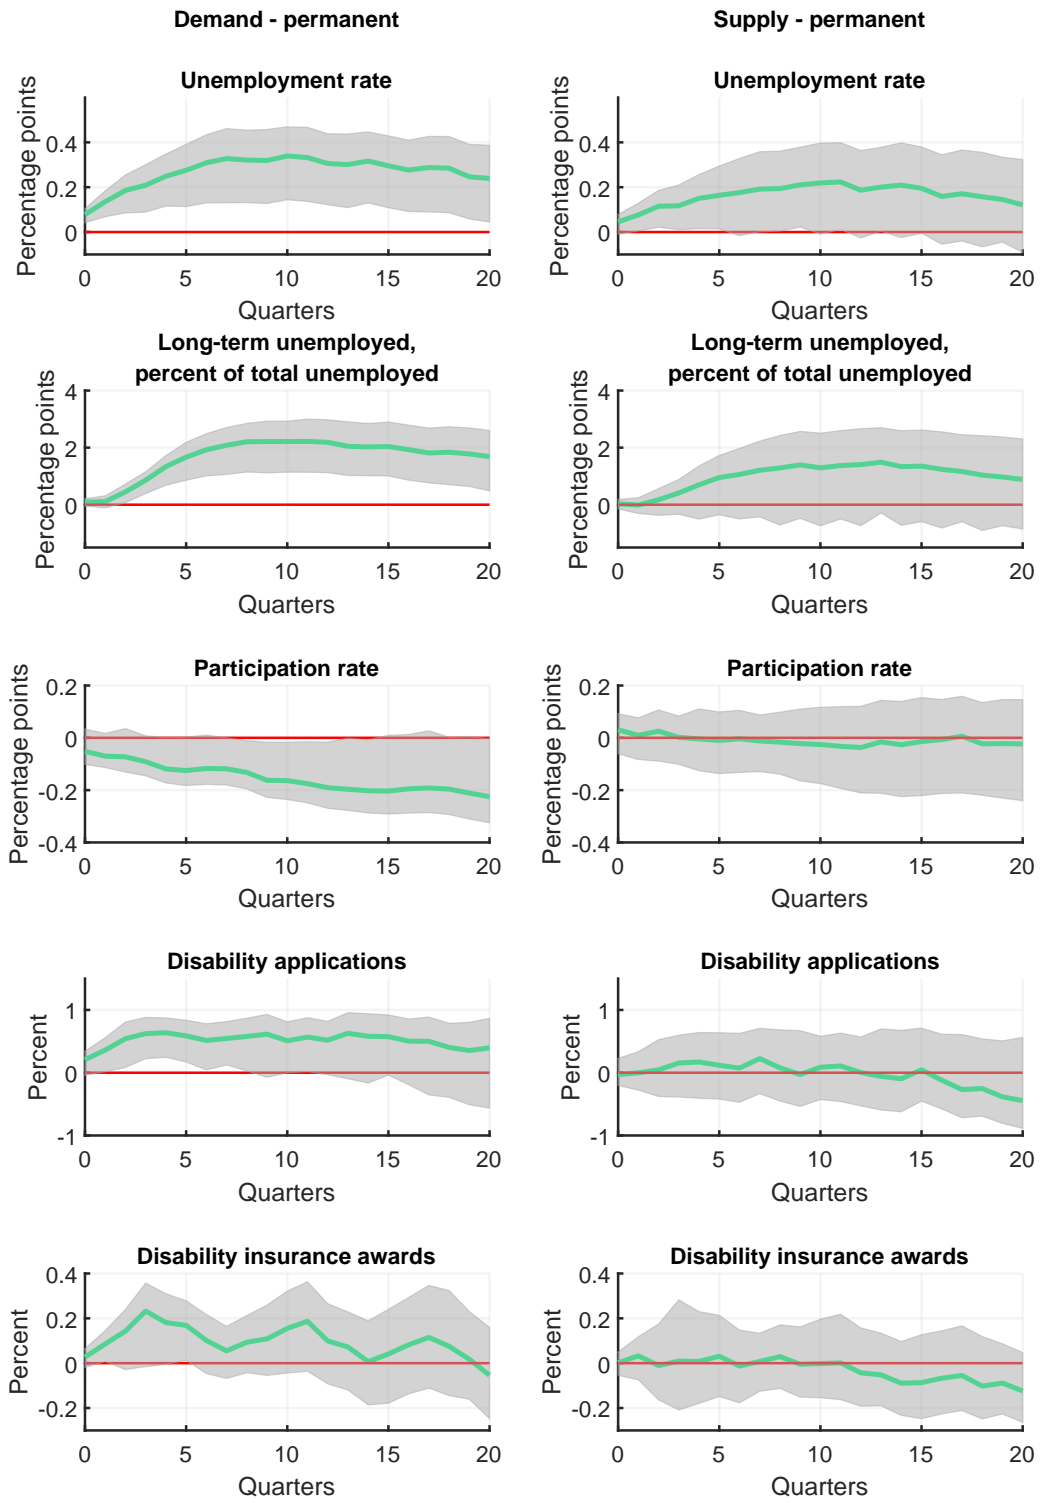 Demand - permanent
Supply - permanent
Unemployment rate
Percentage points
0.4
0.2
0
0 5 10 15 20
Quarters
Unemployment rate
Percentage points
0.4
0.2
0
0 5 10 15 20
Quarters
Long-term unemployed,
percent of total unemployed
Percentage points
4
2
0
0 5 10 15 20
Quarters
Long-term unemployed,
percent of total unemployed
Percentage points
4
2
0
0 5 10 15 20
Quarters
Participation rate
Percentage points
0.2
0
-0.2
-0.4
0 5 10 15 20
Quarters
Participation rate
Percentage points
0.2
0
-0.2
-0.4
0 5 10 15 20
Quarters
Disability applications
Percent
1
0
-1
0 5 10 15 20
Quarters
Disability applications
Percent
1
0
-1
0 5 10 15 20
Quarters
Disability insurance awards
Percent
0.4
0.2
0
-0.2
0 5 10 15 20
Quarters
Disability insurance awards
Percent
0.4
0.2
0
-0.2
0 5 10 15 20
Quarters